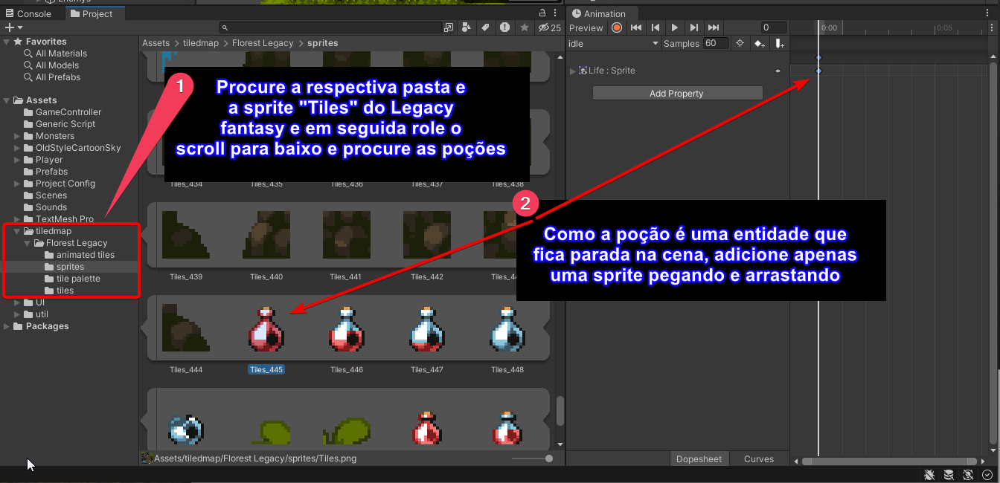 Enemys
Console
Project
25
Assets > tiledmap > Florest Legacy > sprites
Favorites
All Materials
All Models
All Prefabs
Assets
GameController
Generic Script
Monsters
OldStyleCartoonSky
Player
Prefabs
Project Config
Scenes
Sounds
TextMesh Pro
tiledmap
Florest Legacy
animated tiles
sprites
tile palette
tiles
UI
util
Packages
1
Procure a respectiva pasta e
a sprite "Tiles" do Legacy
fantasy e em seguida role o
scroll para baixo e procure as poções
Tiles_434
Tiles_435
Tiles_436
Tiles_437
Tiles_438
Tiles_439
Tiles_440
Tiles_441
Tiles_442
Tiles_444
Tiles_445
Tiles_446
Tiles_447
Tiles_448
Assets/tiledmap/Florest Legacy/sprites/Tiles.png
Animation
Preview
0
0:00
0:05
idle
Samples 60
Life : Sprite
Add Property
2
Como a poção é uma entidade que
fica parada na cena, adicione apenas
uma sprite pegando e arrastando
Dopesheet
Curves